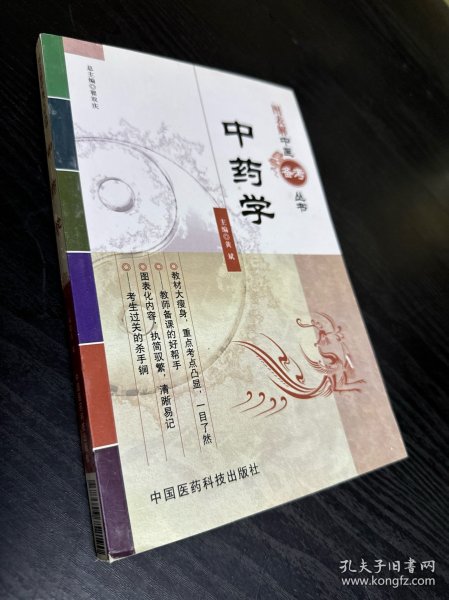 总主编◎翟双庆
图表解中医备考丛书
中药学
主编◎黄斌
◎教材大瘦身，重点考点凸显，一目了然
◎教师备课的好帮手
◎图表化内容，执简驭繁，清晰易记
◎考生过关的杀手锏
中国医药科技出版社
孔夫子旧书网
www.kongfz.com